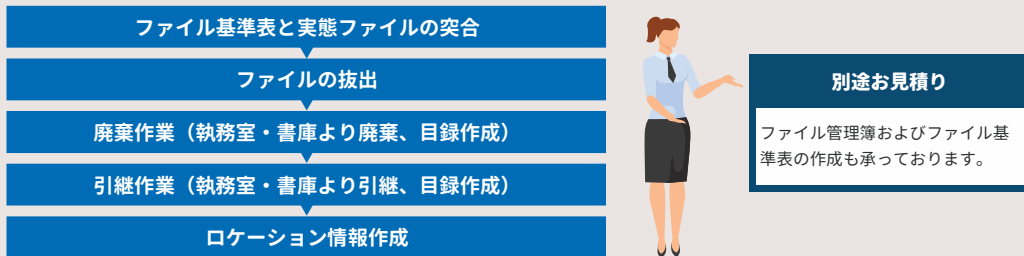 ファイル基準表と実態ファイルの突合
ファイルの抜出
廃棄作業（執務室・書庫より廃棄、目録作成）
引継作業（執務室・書庫より引継、目録作成）
ロケーション情報作成
別途お見積り
ファイル管理簿およびファイル基
準表の作成も承っております。